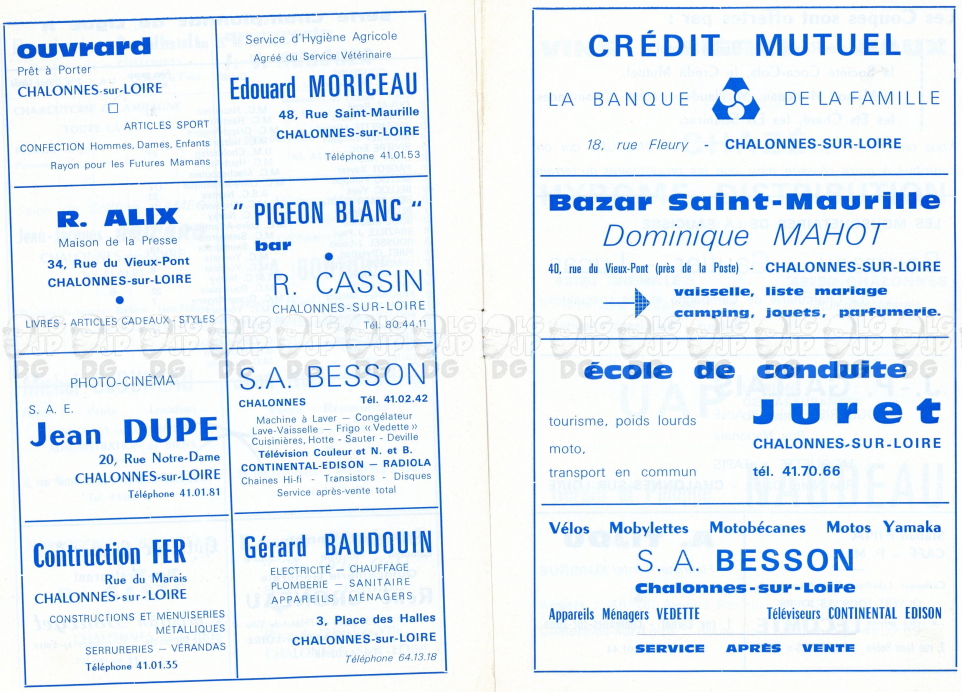 ouvrard
Prêt à Porter
CHALONNES-sur-LOIRE
ARTICLES SPORT
CONFECTION Hommes, Dames, Enfants
Rayon pour les Futures Mamans
Service d'Hygiène Agricole
Agréé du Service Vétérinaire
Edouard MORICEAU
48, Rue Saint-Maurille
CHALONNES-sur-LOIRE
Téléphone 41.01.53
R. ALIX
Maison de la Presse
34, Rue du Vieux-Pont
CHALONNES-sur-LOIRE
LIVRES - ARTICLES CADEAUX - STYLES
" PIGEON BLANC "
bar
R. CASSIN
CHALONNES-SUR-LOIRE
Tél. 80.44.11
PHOTO-CINÉMA
S. A. E.
Jean DUPE
20, Rue Notre-Dame
CHALONNES-sur-LOIRE
Téléphone 41.01.81
S.A. BESSON
CHALONNES Tél. 41.02.42
Machine à Laver — Congélateur
Lave-Vaisselle — Frigo « Vedette »
Cuisinières, Hotte - Sauter - Deville
Télévision Couleur et N. et B.
CONTINENTAL-EDISON — RADIOLA
Chaines Hi-fi - Transistors - Disques
Service après-vente total
Contruction FER
Rue du Marais
CHALONNES-sur-LOIRE
CONSTRUCTIONS ET MENUISERIES
MÉTALLIQUES
SERRURERIES — VÉRANDAS
Téléphone 41.01.35
Gérard BAUDOUIN
ELECTRICITÉ — CHAUFFAGE
PLOMBERIE — SANITAIRE
APPAREILS MÉNAGERS
3, Place des Halles
CHALONNES-sur-LOIRE
Téléphone 64.13.18
CRÉDIT MUTUEL
LA BANQUE DE LA FAMILLE
18, rue Fleury - CHALONNES-SUR-LOIRE
Bazar Saint-Maurille
Dominique MAHOT
40, rue du Vieux-Pont (près de la Poste) - CHALONNES-SUR-LOIRE
vaisselle, liste mariage
camping, jouets, parfumerie.
école de conduite
Juret
tourisme, poids lourds
CHALONNES-SUR-LOIRE
moto,
transport en commun tél. 41.70.66
Vélos Mobylettes Motobécanes Motos Yamaka
S. A. BESSON
Chalonnes-sur-Loire
Appareils Ménagers VEDETTE Téléviseurs CONTINENTAL EDISON
SERVICE APRÈS VENTE